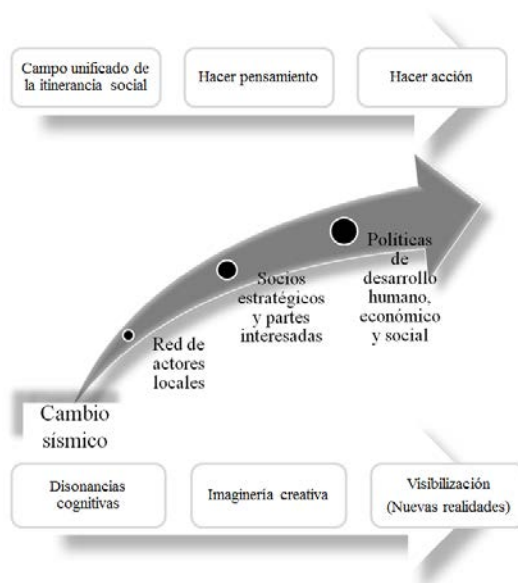 Campo unificado de
la itinerancia social
Hacer pensamiento
Hacer acción
Políticas
de
desarrollo
humano,
económico
y social
Socios
estratégicos
y partes
interesadas
Red de
actores
locales
Cambio
sísmico
Disonancias
cognitivas
Imaginería creativa
Visibilización
(Nuevas realidades)